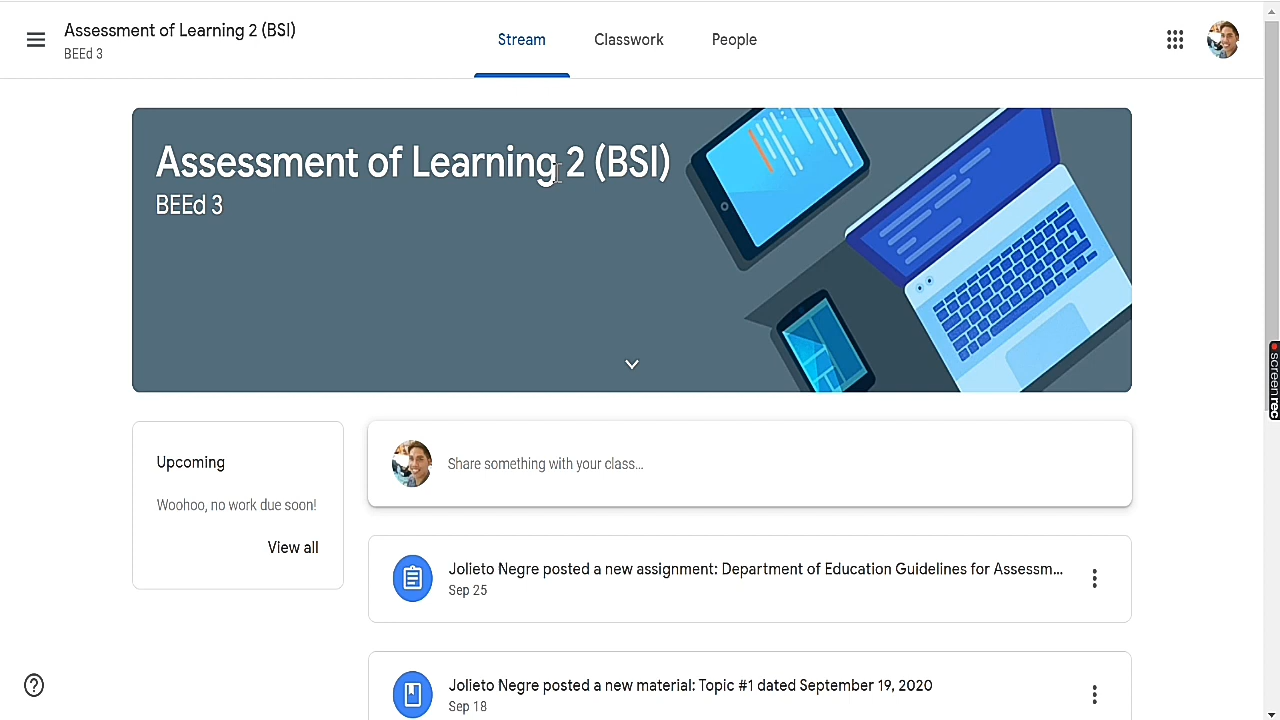 Assessment of Learning 2 (BSI)
BEEd 3
Stream
Classwork
People
Assessment of Learning 2 (BSI)
BEEd 3
Upcoming
Woohoo, no work due soon!
View all
Share something with your class...
Jolieto Negre posted a new assignment: Department of Education Guidelines for Assessm...
Sep 25
Jolieto Negre posted a new material: Topic #1 dated September 19, 2020
Sep 18
screenrec